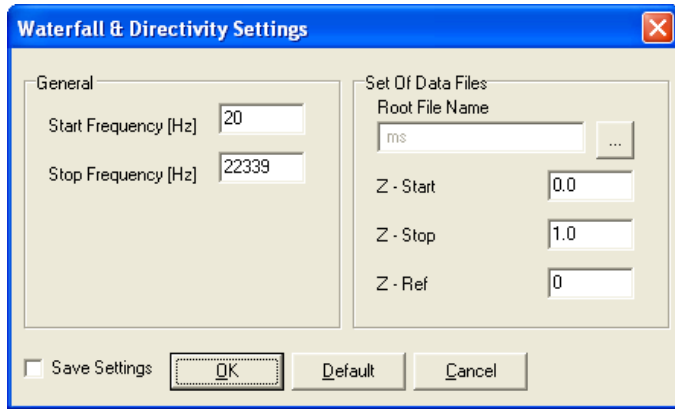 Waterfall & Directivity Settings
General
Start Frequency [Hz] 20
Stop Frequency [Hz] 22339
Set Of Data Files
Root File Name
ms ...
Z - Start 0.0
Z - Stop 1.0
Z - Ref 0
Save Settings OK Default Cancel